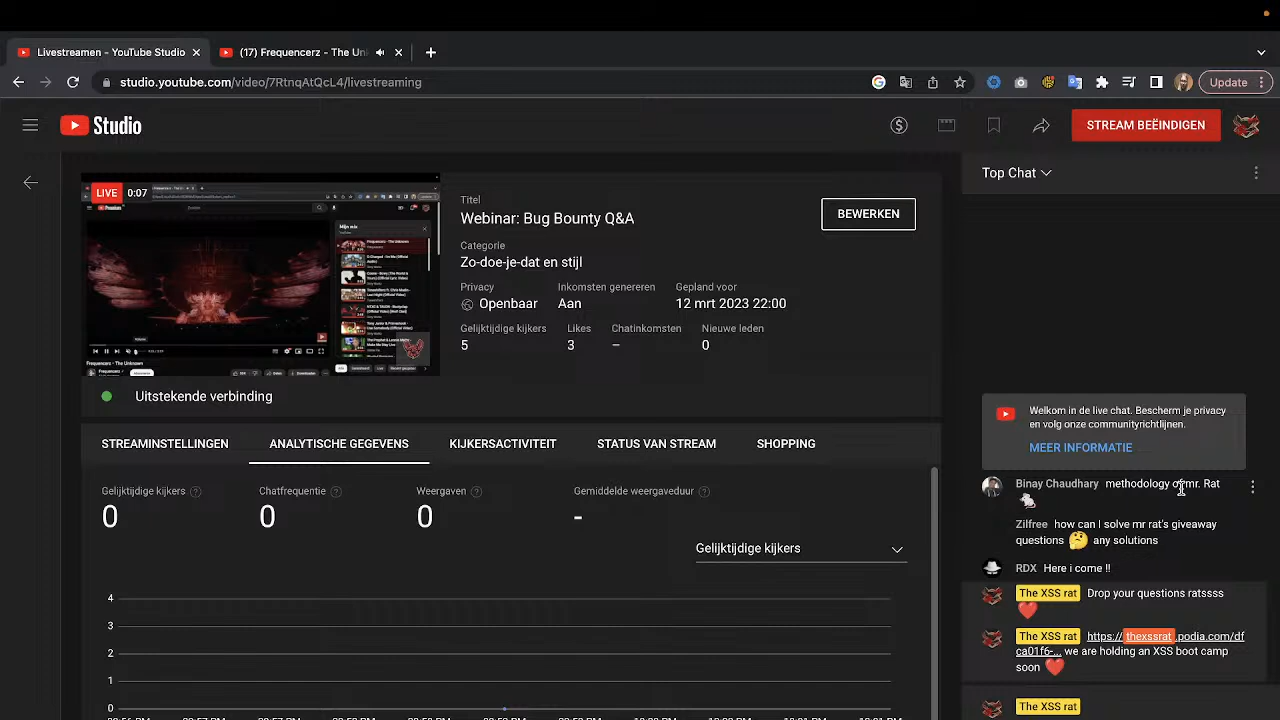 Livestreamen - YouTube Studio
(17) Frequencerz - The Uni
studio.youtube.com/video/7RtnqAtQcL4/livestreaming
Update
Studio
STREAM BEËINDIGEN
LIVE 0:07
Titel
Webinar: Bug Bounty Q&A
BEWERKEN
Categorie
Zo-doe-je-dat en stijl
Privacy Inkomsten genereren Gepland voor
Openbaar Aan 12 mrt 2023 22:00
Gelijktijdige kijkers Likes Chatinkomsten Nieuwe leden
5 3 – 0
Uitstekende verbinding
STREAMINSTELLINGEN ANALYTISCHE GEGEVENS KIJKERSACTIVITEIT STATUS VAN STREAM SHOPPING
Gelijktijdige kijkers Chatfrequentie Weergaven Gemiddelde weergaveduur
0 0 0 -
Gelijktijdige kijkers
4
3
2
1
0
Top Chat
Welkom in de live chat. Bescherm je privacy
en volg onze communityrichtlijnen.
MEER INFORMATIE
Binay Chaudhary methodology of mr. Rat
🐀
Zilfree how can I solve mr rat's giveaway
questions 🤔 any solutions
RDX Here i come !!
The XSS rat Drop your questions ratssss
❤️
The XSS rat https://thexssrat.podia.com/df
ca01f6-... we are holding an XSS boot camp
soon ❤️
The XSS rat